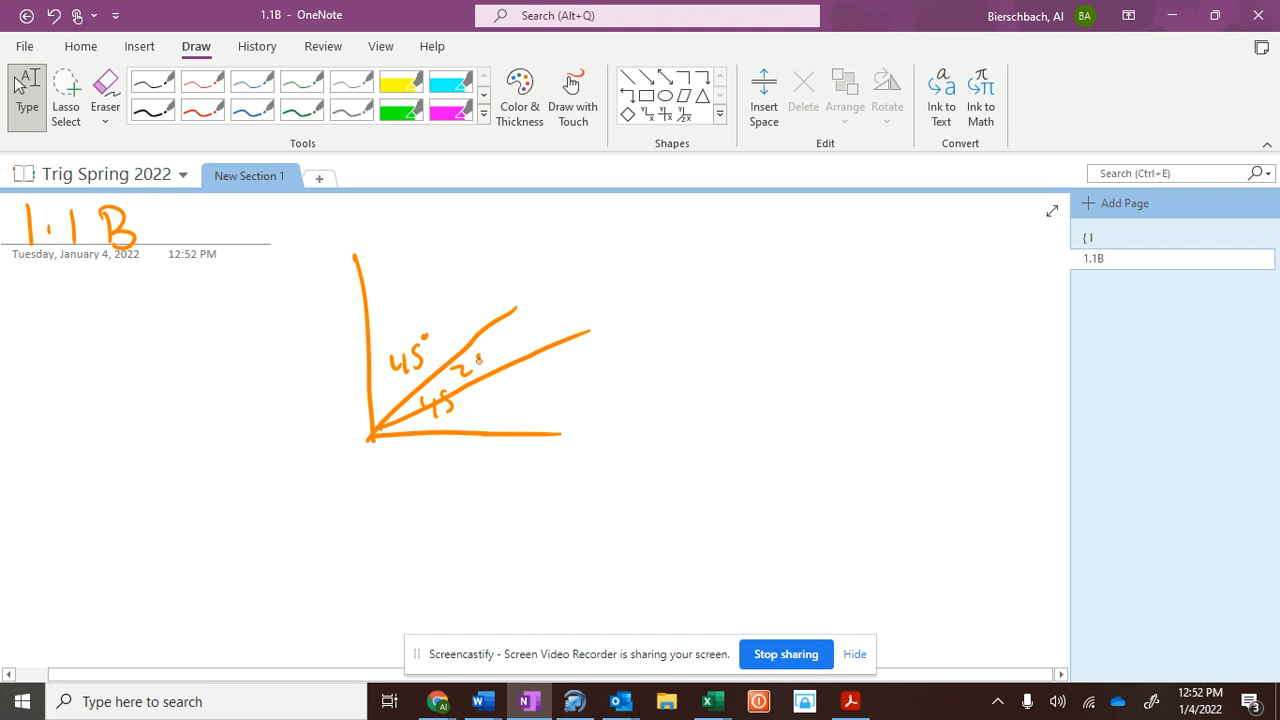 1.1B - OneNote
Search (Alt+Q)
Bierschbach, Al
BA
File
Home
Insert
Draw
History
Review
View
Help
Type
Lasso
Select
Eraser
Color &
Thickness
Draw with
Touch
Insert
Space
Delete
Arrange
Rotate
Ink to
Text
Ink to
Math
Tools
Shapes
Edit
Convert
Trig Spring 2022
New Section 1
Search (Ctrl+E)
Add Page
{ I
1.1B
1.1 B
Tuesday, January 4, 2022
12:52 PM
45°
2°
45
Screencastify - Screen Video Recorder is sharing your screen.
Stop sharing
Hide
Type here to search
12:52 PM
1/4/2022
3